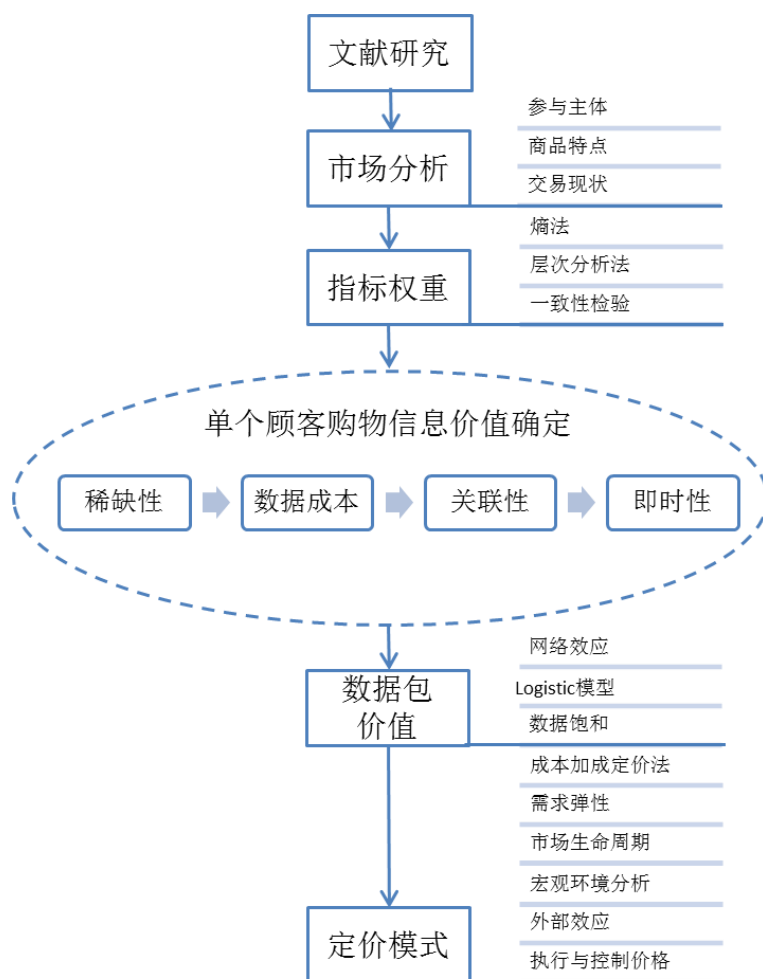 文献研究
参与主体
商品特点
市场分析
交易现状
熵法
层次分析法
指标权重
一致性检验
单个顾客购物信息价值确定
稀缺性
数据成本
关联性
即时性
网络效应
数据包
价值
Logistic模型
数据饱和
成本加成定价法
需求弹性
市场生命周期
宏观环境分析
外部效应
定价模式
执行与控制价格